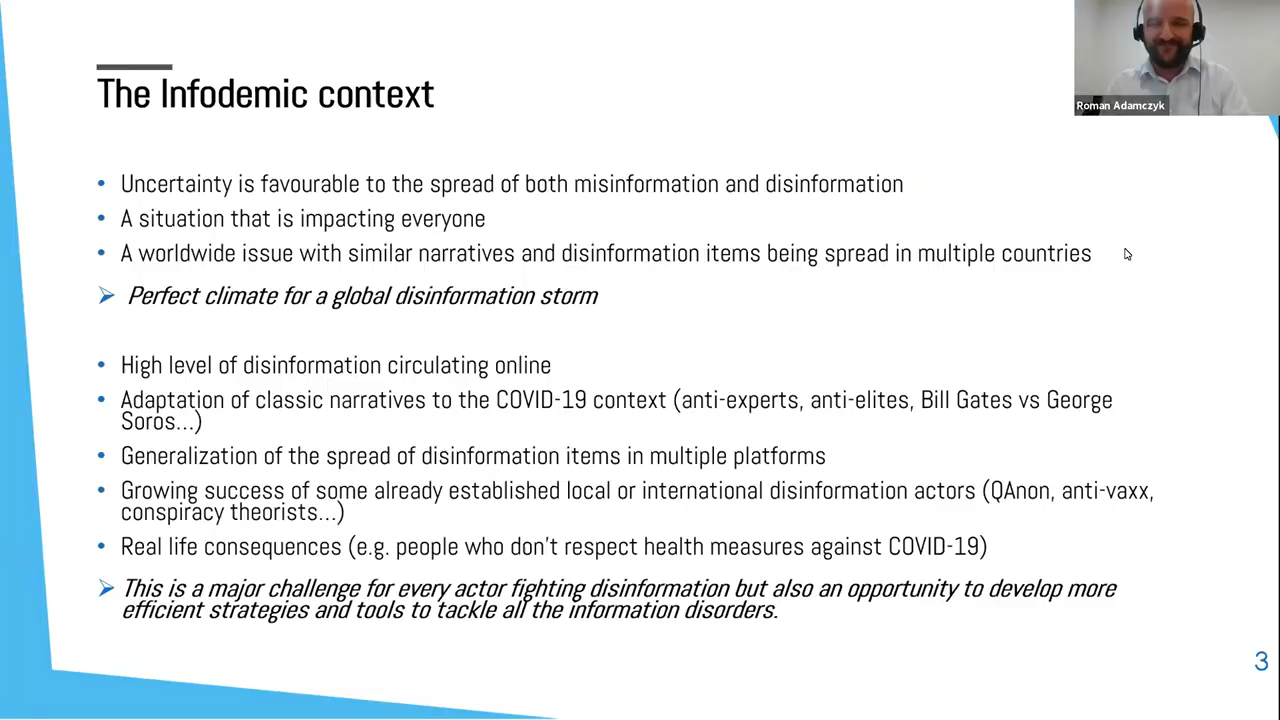 Roman Adamczyk
The Infodemic context
• Uncertainty is favourable to the spread of both misinformation and disinformation
• A situation that is impacting everyone
• A worldwide issue with similar narratives and disinformation items being spread in multiple countries
➢ Perfect climate for a global disinformation storm
• High level of disinformation circulating online
• Adaptation of classic narratives to the COVID-19 context (anti-experts, anti-elites, Bill Gates vs George
Soros...)
• Generalization of the spread of disinformation items in multiple platforms
• Growing success of some already established local or international disinformation actors (QAnon, anti-vaxx,
conspiracy theorists...)
• Real life consequences (e.g. people who don't respect health measures against COVID-19)
➢ This is a major challenge for every actor fighting disinformation but also an opportunity to develop more
efficient strategies and tools to tackle all the information disorders.
3